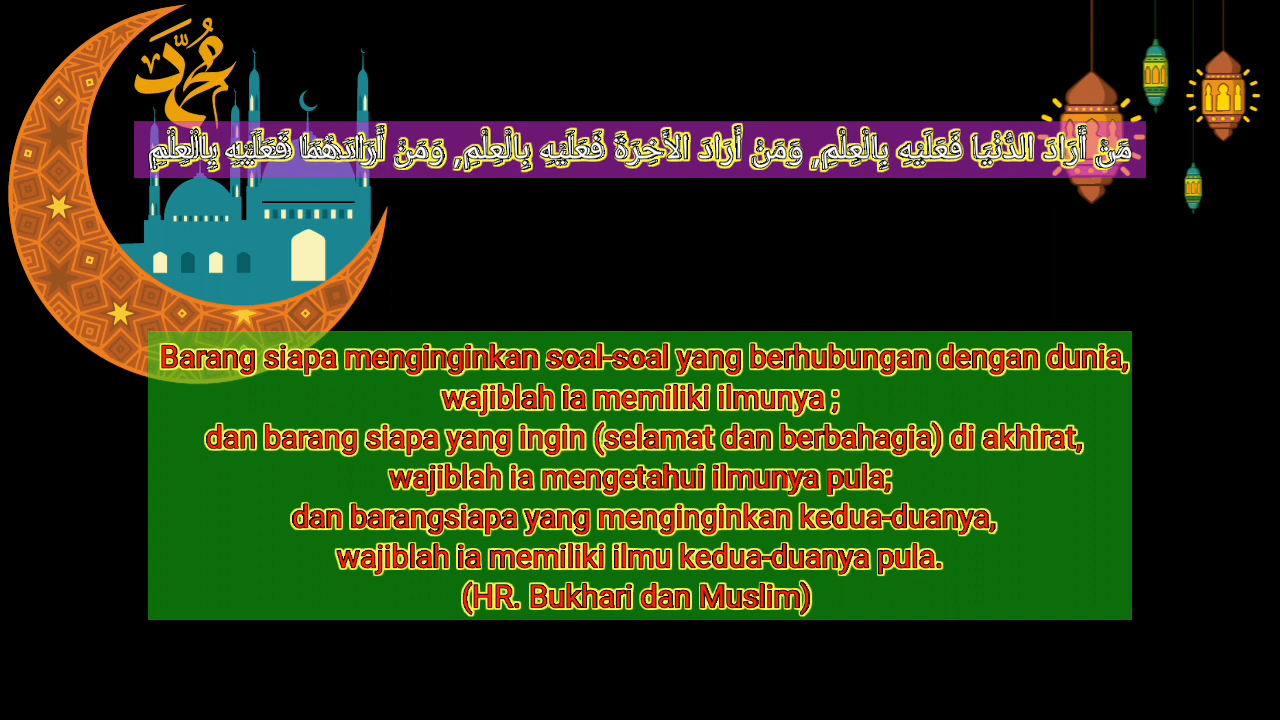 محمد
مَنْ أَرَادَ الدُّنْيَا فَعَلَيْهِ بِالْعِلْمِ, وَمَنْ أَرَادَ الأَخِرَةَ فَعَلَيْهِ بِالْعِلْمِ, وَمَنْ أَرَادَهُمَا فَعَلَيْهِ بِالْعِلْمِ
Barang siapa menginginkan soal-soal yang berhubungan dengan dunia,
wajiblah ia memiliki ilmunya ;
dan barang siapa yang ingin (selamat dan berbahagia) di akhirat,
wajiblah ia mengetahui ilmunya pula;
dan barangsiapa yang menginginkan kedua-duanya,
wajiblah ia memiliki ilmu kedua-duanya pula.
(HR. Bukhari dan Muslim)